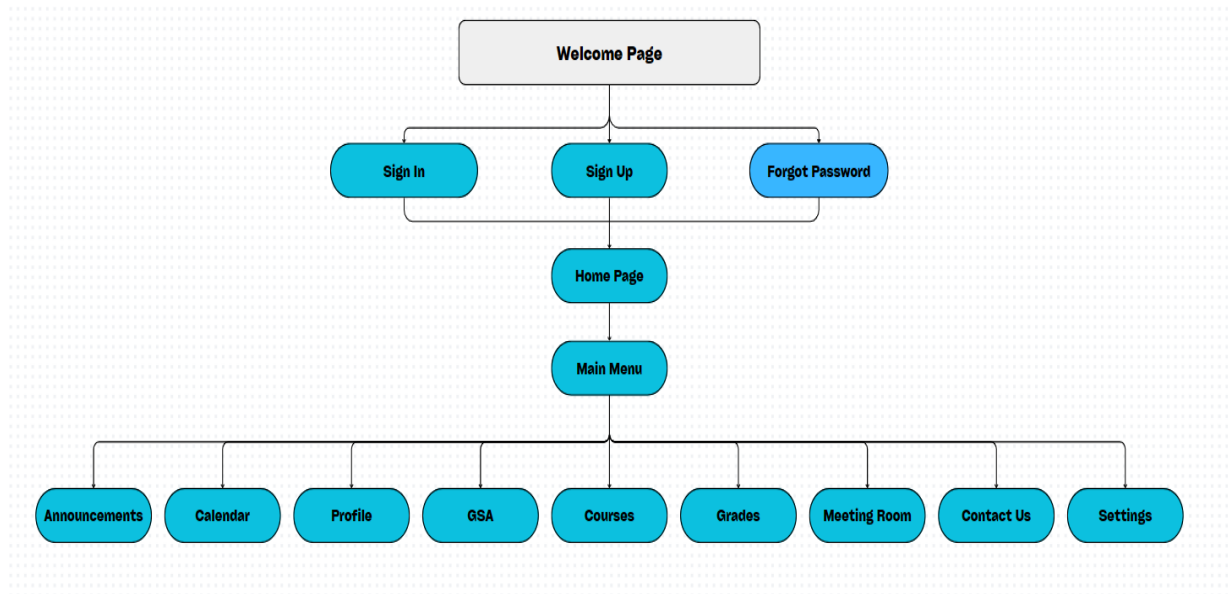 Welcome Page
Sign In
Sign Up
Forgot Password
Home Page
Main Menu
Announcements
Calendar
Profile
GSA
Courses
Grades
Meeting Room
Contact Us
Settings